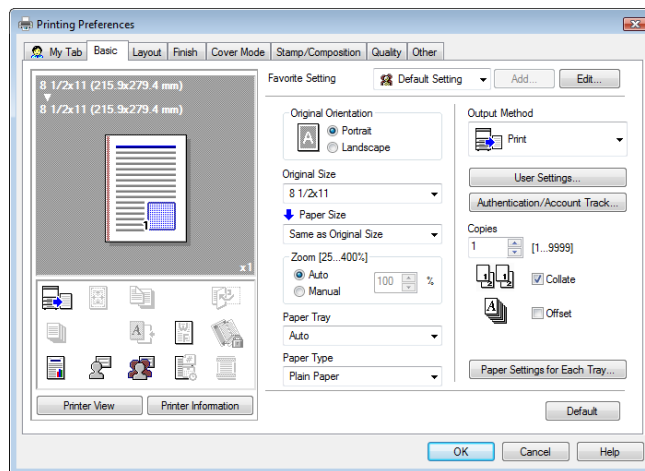 Printing Preferences
My Tab Basic Layout Finish Cover Mode Stamp/Composition Quality Other
8 1/2x11 (215.9x279.4 mm)
8 1/2x11 (215.9x279.4 mm)
1
x1
Printer View Printer Information
Favorite Setting Default Setting Add... Edit...
Original Orientation
A
Portrait
Landscape
Original Size
8 1/2x11
Paper Size
Same as Original Size
Zoom [25...400%]
Auto
Manual
100 %
Paper Tray
Auto
Paper Type
Plain Paper
Output Method
Print
User Settings...
Authentication/Account Track...
Copies
1 [1...9999]
Collate
Offset
Paper Settings for Each Tray...
Default
OK Cancel Help